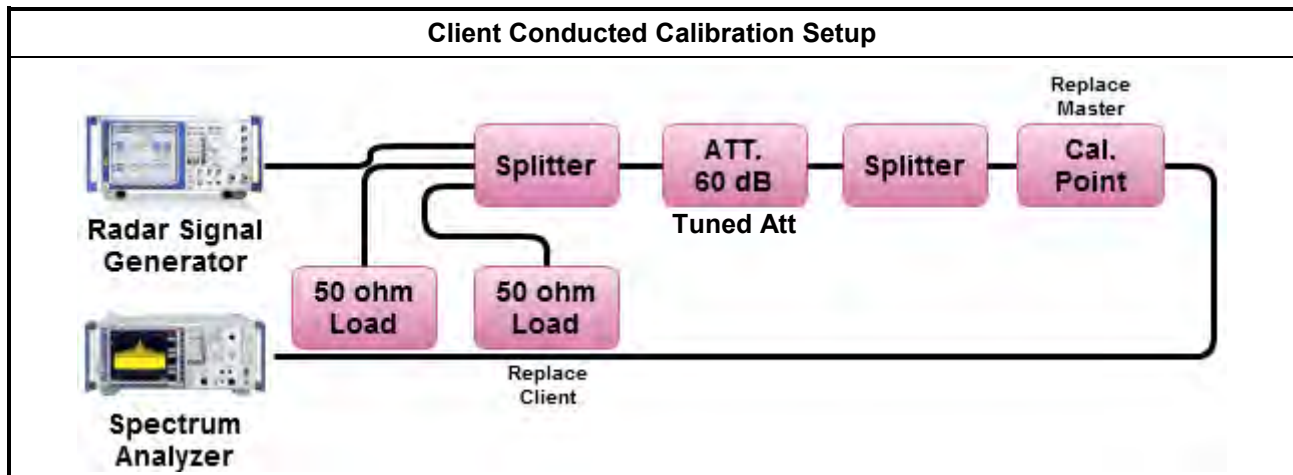 Client Conducted Calibration Setup
Replace
Master
Splitter
ATT.
60 dB
Splitter
Cal.
Point
Tuned Att
Radar Signal
Generator
50 ohm
Load
50 ohm
Load
Replace
Client
Spectrum
Analyzer